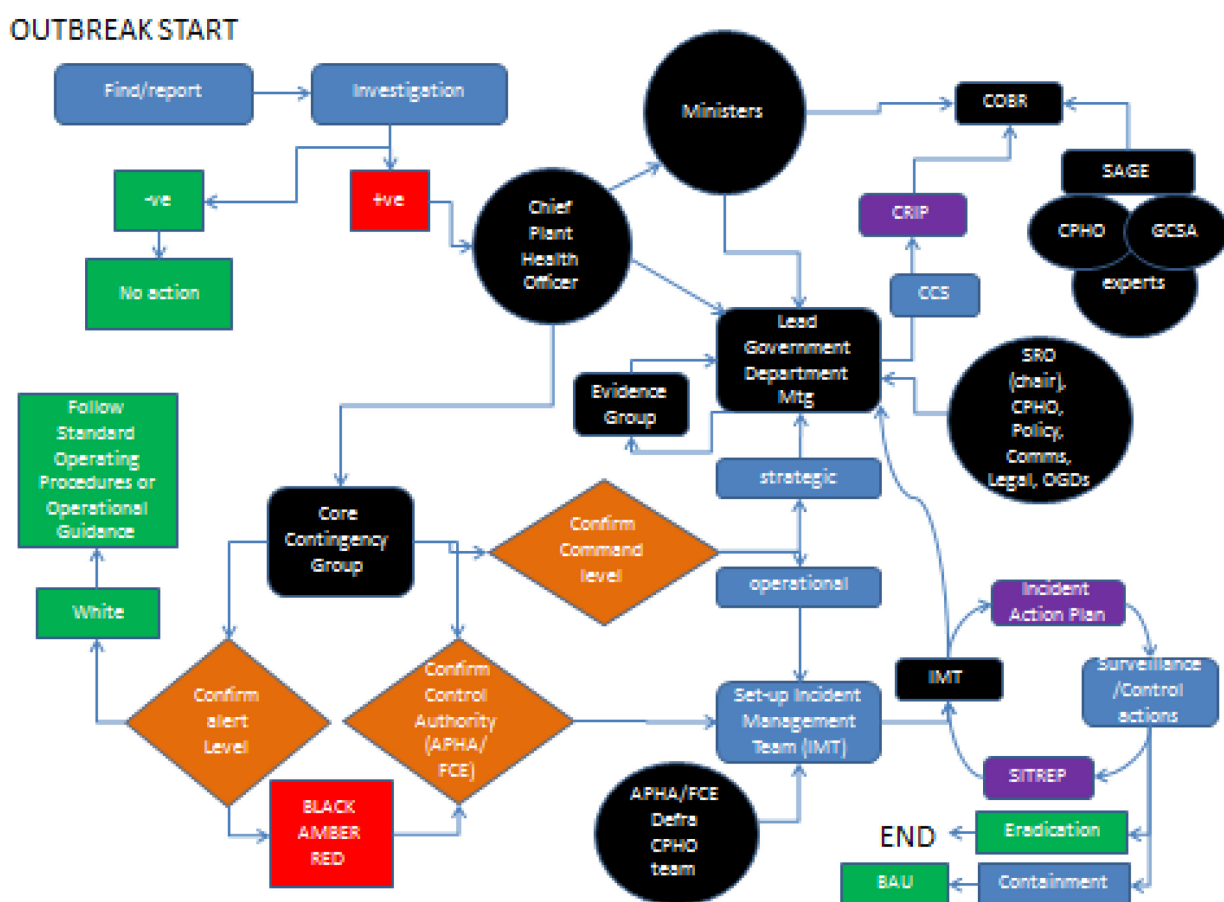 OUTBREAK START
Find/report
Investigation
-ve
+ve
No action
Chief
Plant
Health
Officer
Ministers
COBR
SAGE
CPHO
GCSA
experts
CRIP
CCS
Lead
Government
Department
Mtg
Evidence
Group
SRO
(chair),
CPHO,
Policy,
Comms,
Legal, OGDs
Follow
Standard
Operating
Procedures or
Operational
Guidance
White
Core
Contingency
Group
Confirm
Command
level
strategic
operational
Confirm
alert
Level
Confirm
Control
Authority
(APHA/
FCE)
BLACK
AMBER
RED
Set-up Incident
Management
Team (IMT)
APHA/FCE
Defra
CPHO
team
IMT
Incident
Action Plan
Surveillance
/Control
actions
SITREP
Eradication
END
Containment
BAU